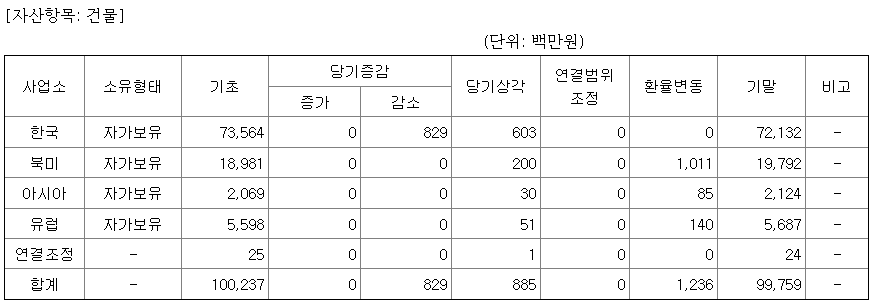 [자산항목: 건물]
(단위: 백만원)
사업소 소유형태 기초 당기증감 당기상각 연결범위 조정 환율변동 기말 비고
증가 감소
한국 자가보유 73,564 0 829 603 0 0 72,132 -
북미 자가보유 18,981 0 0 200 0 1,011 19,792 -
아시아 자가보유 2,069 0 0 30 0 85 2,124 -
유럽 자가보유 5,598 0 0 51 0 140 5,687 -
연결조정 - 25 0 0 1 0 0 24 -
합계 - 100,237 0 829 885 0 1,236 99,759 -